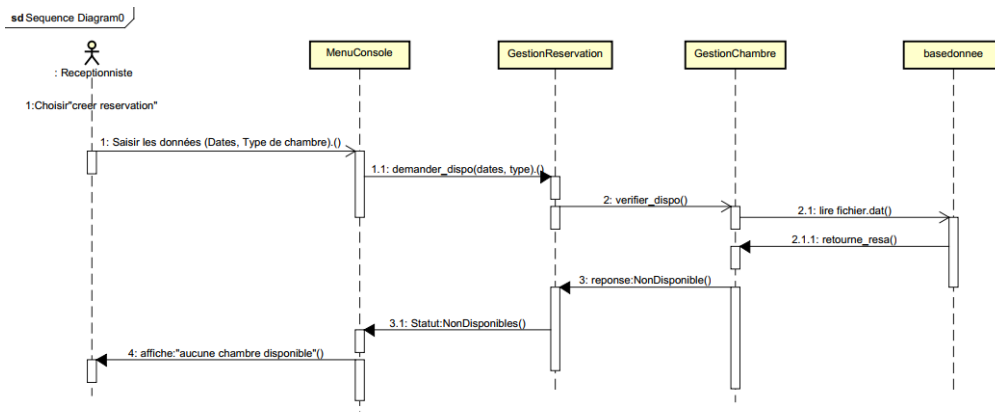 sd Sequence Diagram0
: Receptionniste
MenuConsole
GestionReservation
GestionChambre
basedonnee
1:Choisir"creer reservation"
1: Saisir les données (Dates, Type de chambre).()
1.1: demander_dispo(dates, type).()
2: verifier_dispo()
2.1: lire fichier.dat()
2.1.1: retourne_resa()
3: reponse:NonDisponible()
3.1: Statut:NonDisponibles()
4: affiche:"aucune chambre disponible"()